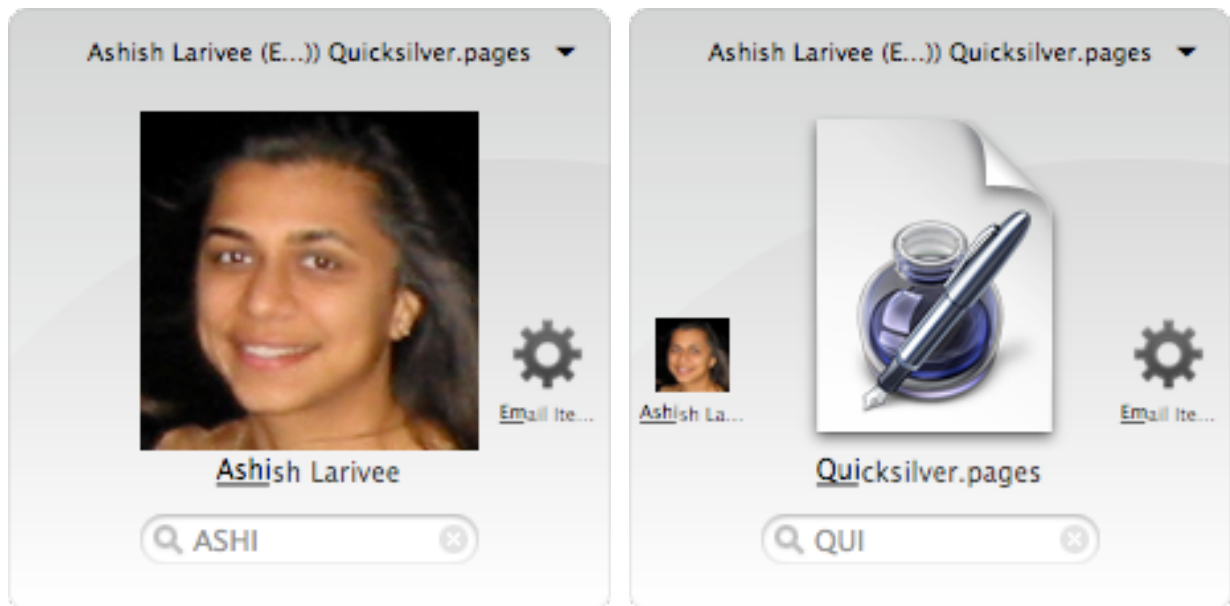 Ashish Larivee (E...)) Quicksilver.pages
Email Ite...
Ashish Larivee
ASHI
Ashish Larivee (E...)) Quicksilver.pages
Ashish La...
Email Ite...
Quicksilver.pages
QUI